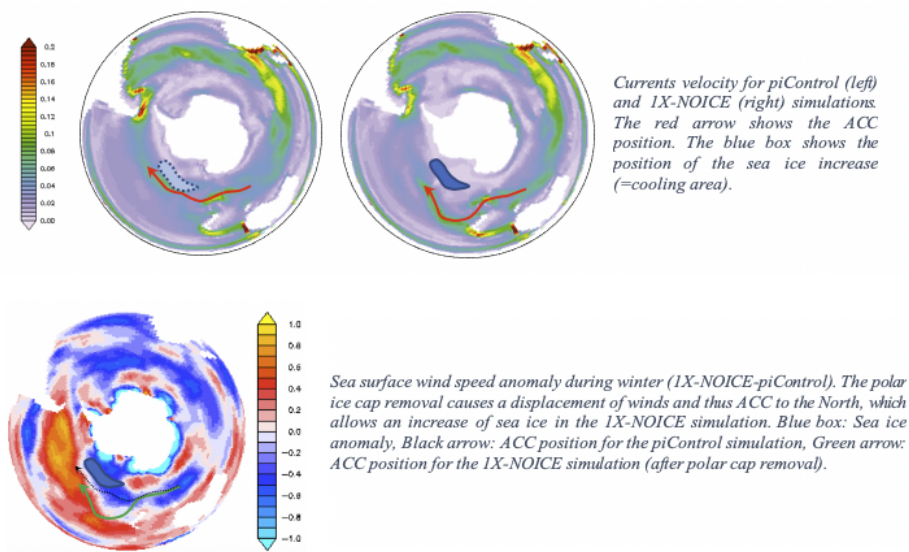 0.2
0.18
0.16
0.14
0.12
0.1
0.08
0.06
0.04
0.02
0.00
Currents velocity for piControl (left)
and 1X-NOICE (right) simulations.
The red arrow shows the ACC
position. The blue box shows the
position of the sea ice increase
(=cooling area).
1.0
0.8
0.6
0.4
0.2
0.0
−0.2
−0.4
−0.6
−0.8
−1.0
Sea surface wind speed anomaly during winter (1X-NOICE-piControl). The polar
ice cap removal causes a displacement of winds and thus ACC to the North, which
allows an increase of sea ice in the 1X-NOICE simulation. Blue box: Sea ice
anomaly, Black arrow: ACC position for the piControl simulation, Green arrow:
ACC position for the 1X-NOICE simulation (after polar cap removal).